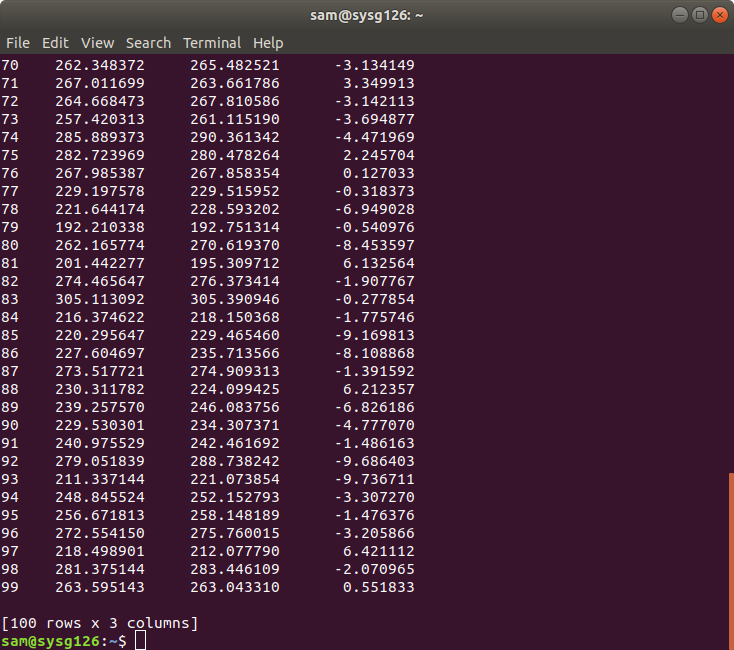 sam@sysg126: ~
File Edit View Search Terminal Help
70 262.348372 265.482521 -3.134149
71 267.011699 263.661786 3.349913
72 264.668473 267.810586 -3.142113
73 257.420313 261.115190 -3.694877
74 285.889373 290.361342 -4.471969
75 282.723969 280.478264 2.245704
76 267.985387 267.858354 0.127033
77 229.197578 229.515952 -0.318373
78 221.644174 228.593202 -6.949028
79 192.210338 192.751314 -0.540976
80 262.165774 270.619370 -8.453597
81 201.442277 195.309712 6.132564
82 274.465647 276.373414 -1.907767
83 305.113092 305.390946 -0.277854
84 216.374622 218.150368 -1.775746
85 220.295647 229.465460 -9.169813
86 227.604697 235.713566 -8.108868
87 273.517721 274.909313 -1.391592
88 230.311782 224.099425 6.212357
89 239.257570 246.083756 -6.826186
90 229.530301 234.307371 -4.777070
91 240.975529 242.461692 -1.486163
92 279.051839 288.738242 -9.686403
93 211.337144 221.073854 -9.736711
94 248.845524 252.152793 -3.307270
95 256.671813 258.148189 -1.476376
96 272.554150 275.760015 -3.205866
97 218.498901 212.077790 6.421112
98 281.375144 283.446109 -2.070965
99 263.595143 263.043310 0.551833
[100 rows x 3 columns]
sam@sysg126:~$